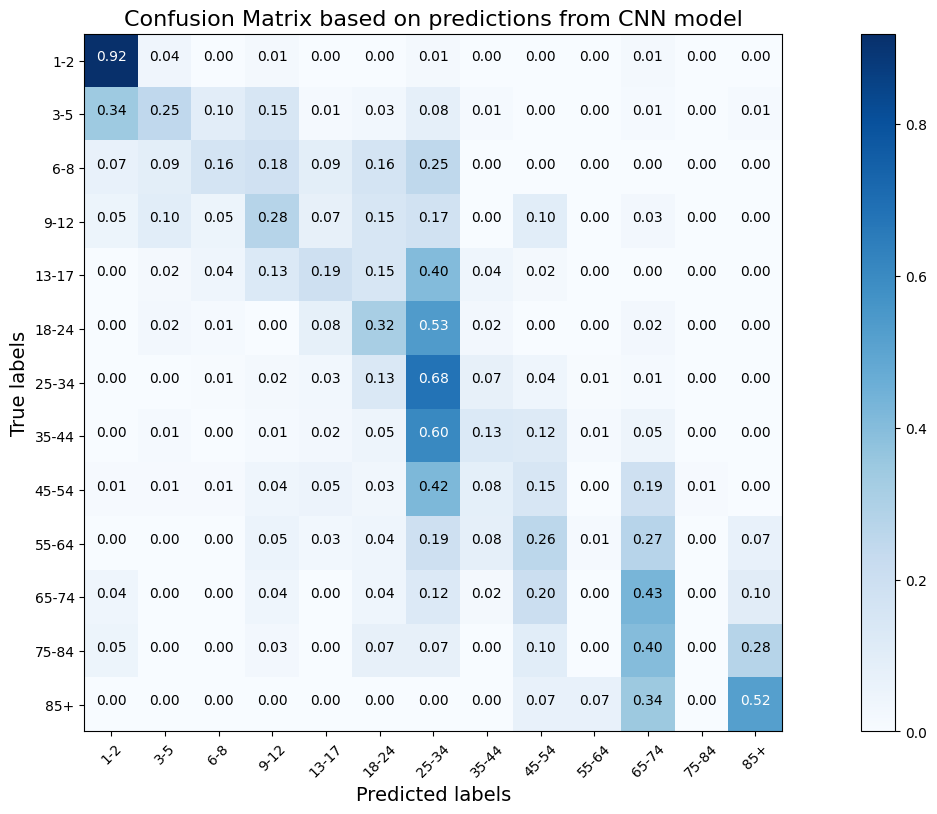 Confusion Matrix based on predictions from CNN model
True labels
1-2 0.92 0.04 0.00 0.01 0.00 0.00 0.01 0.00 0.00 0.00 0.01 0.00 0.00
3-5 0.34 0.25 0.10 0.15 0.01 0.03 0.08 0.01 0.00 0.00 0.01 0.00 0.01
6-8 0.07 0.09 0.16 0.18 0.09 0.16 0.25 0.00 0.00 0.00 0.00 0.00 0.00
9-12 0.05 0.10 0.05 0.28 0.07 0.15 0.17 0.00 0.10 0.00 0.03 0.00 0.00
13-17 0.00 0.02 0.04 0.13 0.19 0.15 0.40 0.04 0.02 0.00 0.00 0.00 0.00
18-24 0.00 0.02 0.01 0.00 0.08 0.32 0.53 0.02 0.00 0.00 0.02 0.00 0.00
25-34 0.00 0.00 0.01 0.02 0.03 0.13 0.68 0.07 0.04 0.01 0.01 0.00 0.00
35-44 0.00 0.01 0.00 0.01 0.02 0.05 0.60 0.13 0.12 0.01 0.05 0.00 0.00
45-54 0.01 0.01 0.01 0.04 0.05 0.03 0.42 0.08 0.15 0.00 0.19 0.01 0.00
55-64 0.00 0.00 0.00 0.05 0.03 0.04 0.19 0.08 0.26 0.01 0.27 0.00 0.07
65-74 0.04 0.00 0.00 0.04 0.00 0.04 0.12 0.02 0.20 0.00 0.43 0.00 0.10
75-84 0.05 0.00 0.00 0.03 0.00 0.07 0.07 0.00 0.10 0.00 0.40 0.00 0.28
85+ 0.00 0.00 0.00 0.00 0.00 0.00 0.00 0.00 0.07 0.07 0.34 0.00 0.52
1-2 3-5 6-8 9-12 13-17 18-24 25-34 35-44 45-54 55-64 65-74 75-84 85+
Predicted labels
0.8
0.6
0.4
0.2
0.0